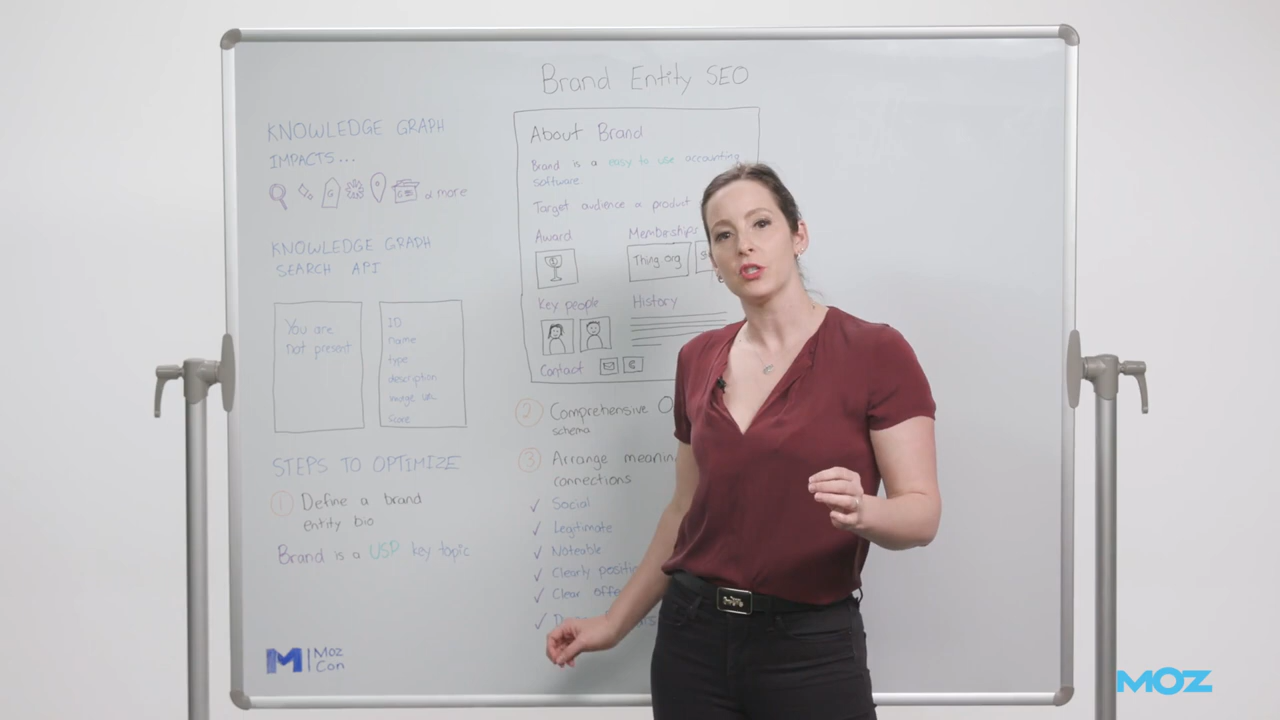 Brand Entity SEO
KNOWLEDGE GRAPH
IMPACTS...
G
& more
KNOWLEDGE GRAPH
SEARCH API
You are
not present
ID
name
type
description
image url
score
STEPS TO OPTIMIZE
1 Define a brand
entity bio
Brand is a USP key topic
M | Moz
Con
About Brand
Brand is a easy to use accounting
software
Target audience a product
Award
Memberships
Thing.org
Key people
History
Contact
2 Comprehensive O
schema
3 Arrange
connections
✓ Social
✓ Legitimate
✓ Noteable
✓ Clearly
✓ Clear
✓
MOZ